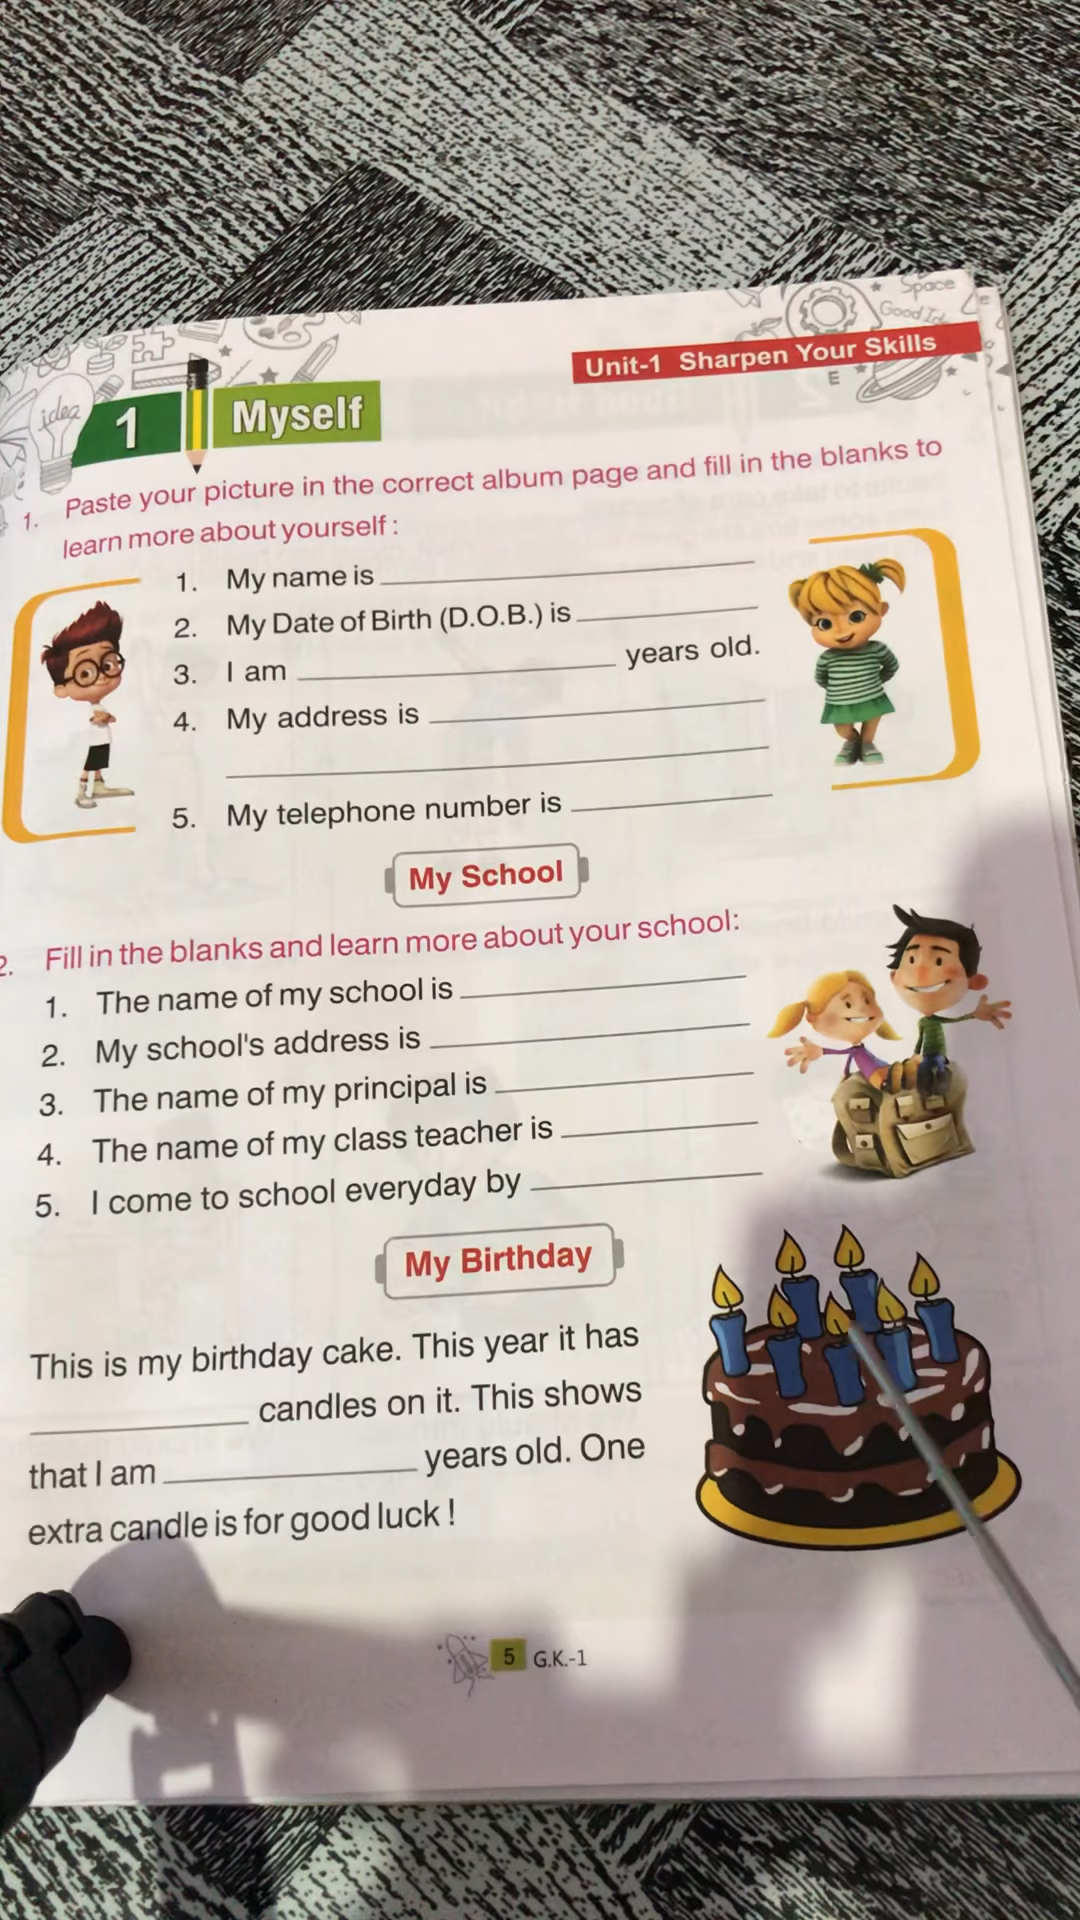 Space
Good Id
idea
Unit-1 Sharpen Your Skills
E
1 Myself
1. Paste your picture in the correct album page and fill in the blanks to
learn more about yourself :
1. My name is
2. My Date of Birth (D.O.B.) is
3. I am years old.
4. My address is
5. My telephone number is
My School
2. Fill in the blanks and learn more about your school:
1. The name of my school is
2. My school's address is
3. The name of my principal is
4. The name of my class teacher is
5. I come to school everyday by
My Birthday
This is my birthday cake. This year it has
candles on it. This shows
that I am years old. One
extra candle is for good luck !
5 G.K.-1